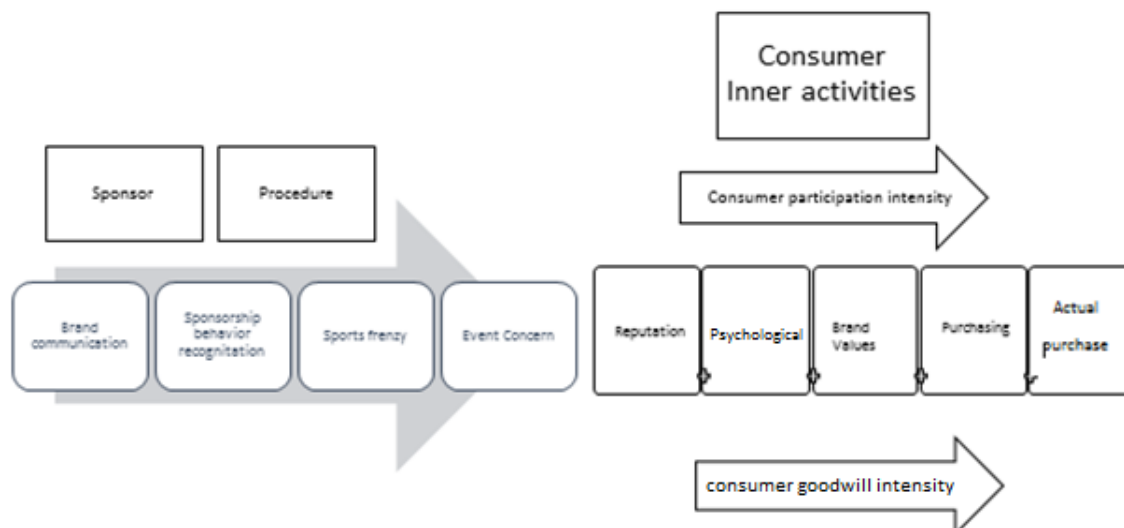 Consumer
Inner activities
Sponsor
Procedure
Consumer participation intensity
Brand
communication
Sponsorship
behavior
recognitation
Sports frenzy
Event Concern
Reputation
Psychological
Brand
Values
Purchasing
Actual
purchase
consumer goodwill intensity